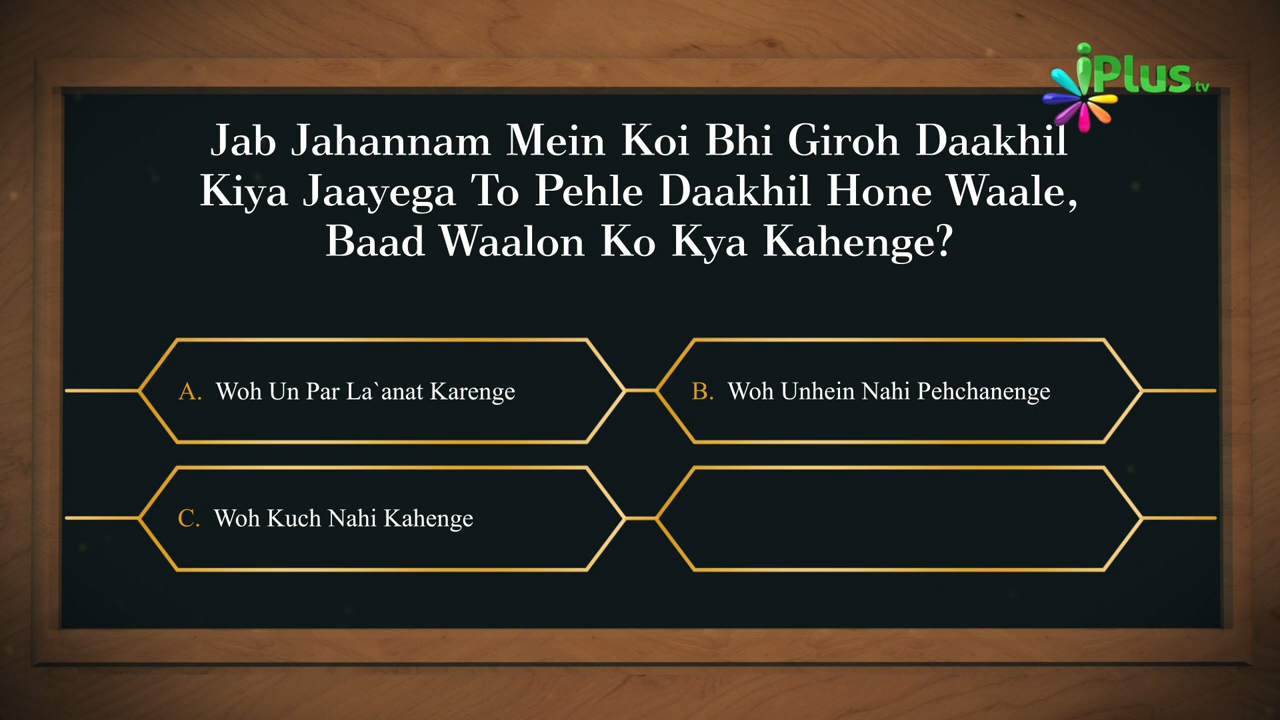 iPlus tv
Jab Jahannam Mein Koi Bhi Giroh Daakhil
Kiya Jaayega To Pehle Daakhil Hone Waale,
Baad Waalon Ko Kya Kahenge?
A. Woh Un Par La`anat Karenge
B. Woh Unhein Nahi Pehchanenge
C. Woh Kuch Nahi Kahenge